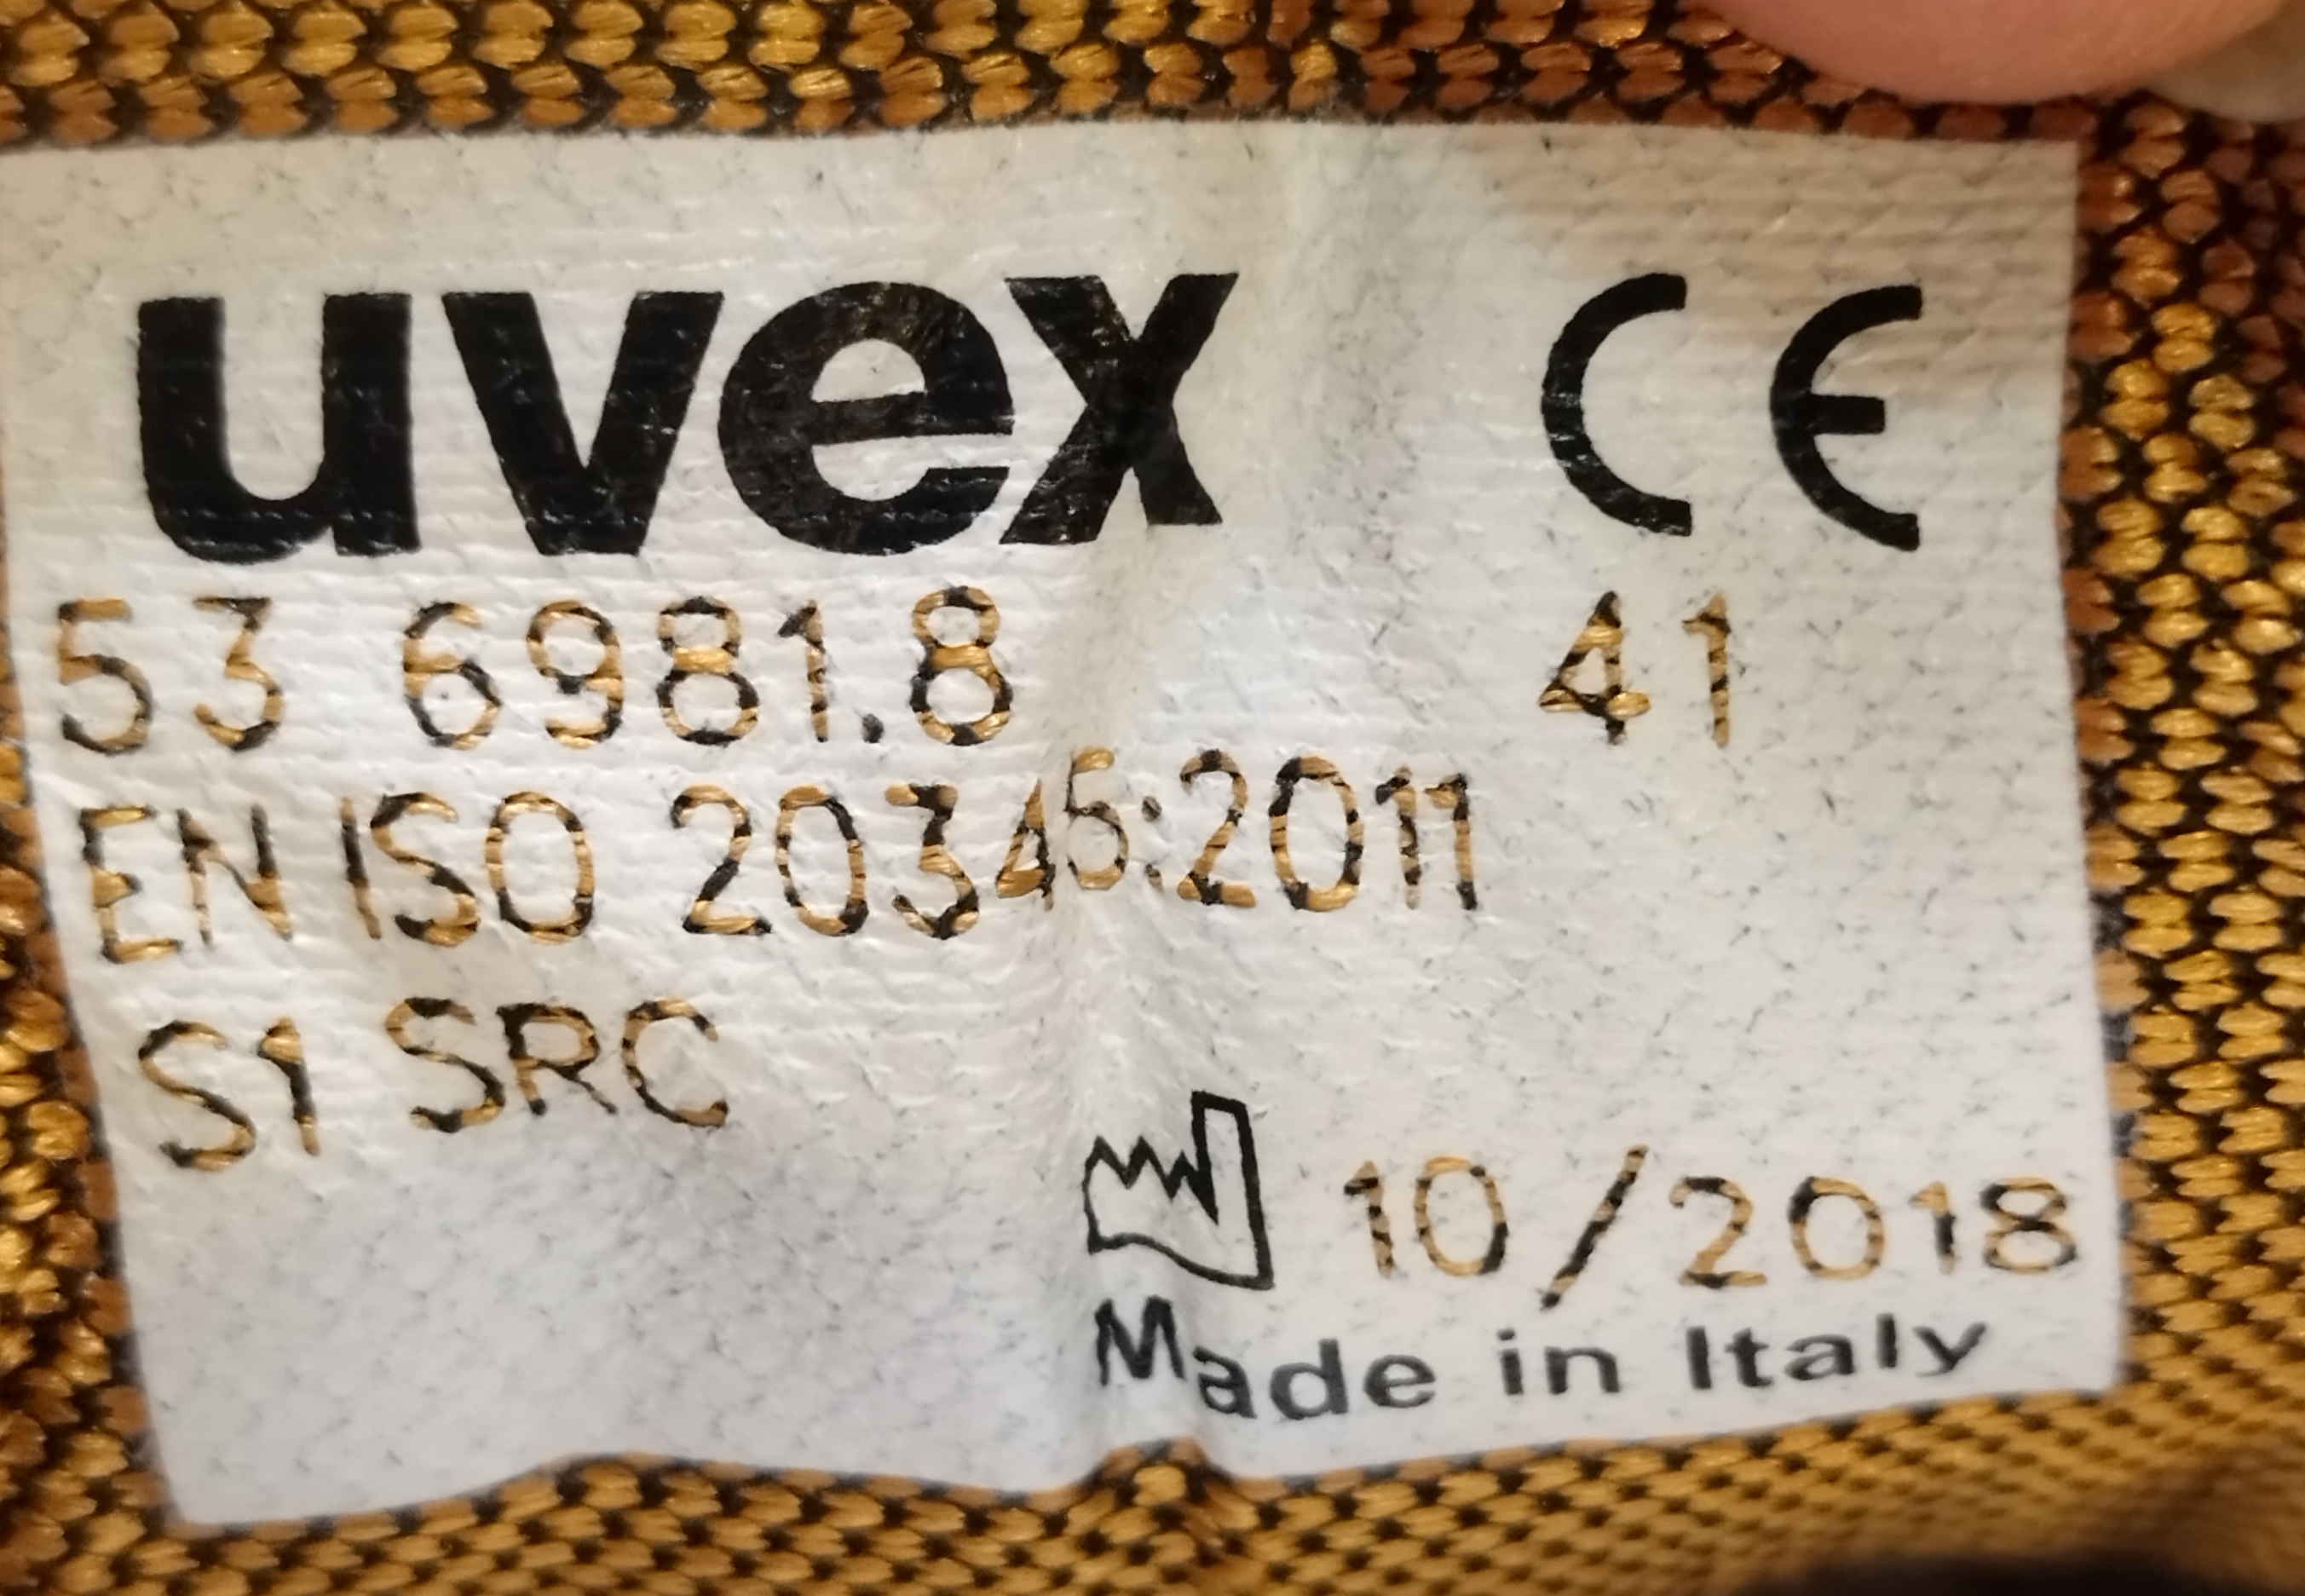 uvex CE
53 6981.8 41
EN ISO 20345:2011
S1 SRC
10/2018
Made in Italy